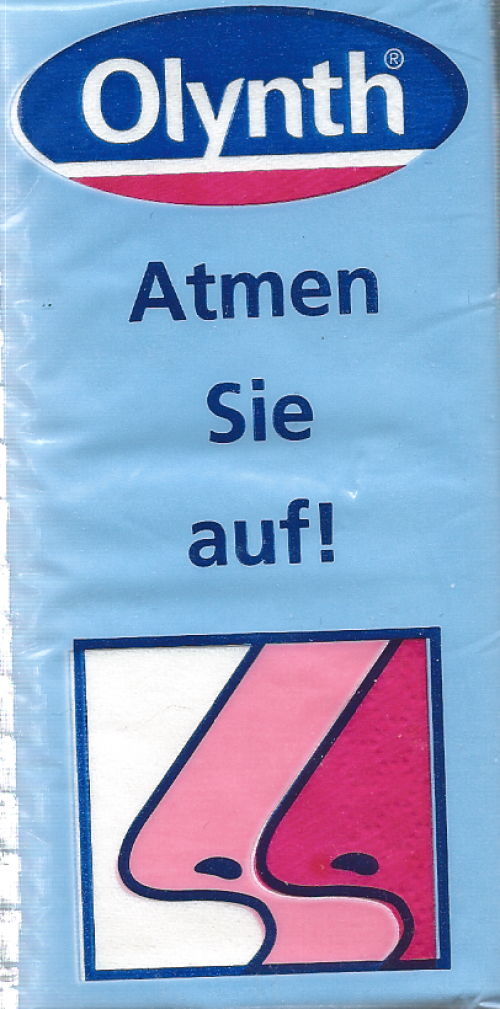 Olynth®
Atmen
Sie
auf!